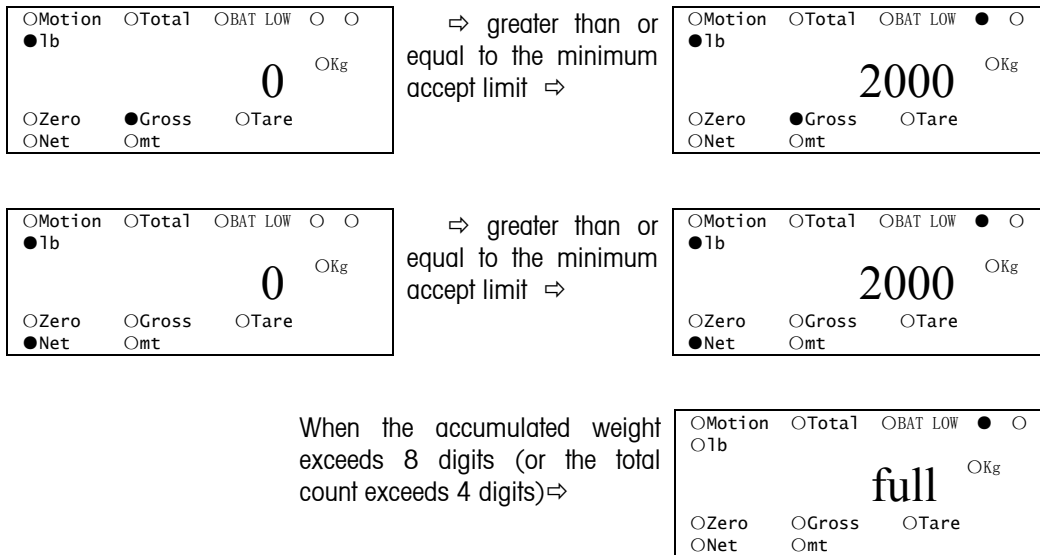 ○Motion ○Total ○BAT LOW ○ ○
●lb
○Kg
0
○Zero ●Gross ○Tare
○Net ○mt
⇨ greater than or
equal to the minimum
accept limit ⇨
○Motion ○Total ○BAT LOW ● ○
●lb
○Kg
2000
○Zero ●Gross ○Tare
○Net ○mt
○Motion ○Total ○BAT LOW ○ ○
●lb
○Kg
0
○Zero ○Gross ○Tare
●Net ○mt
⇨ greater than or
equal to the minimum
accept limit ⇨
○Motion ○Total ○BAT LOW ● ○
●lb
○Kg
2000
○Zero ○Gross ○Tare
●Net ○mt
When the accumulated weight
exceeds 8 digits (or the total
count exceeds 4 digits)⇨
○Motion ○Total ○BAT LOW ● ○
○lb
○Kg
full
○Zero ○Gross ○Tare
○Net ○mt